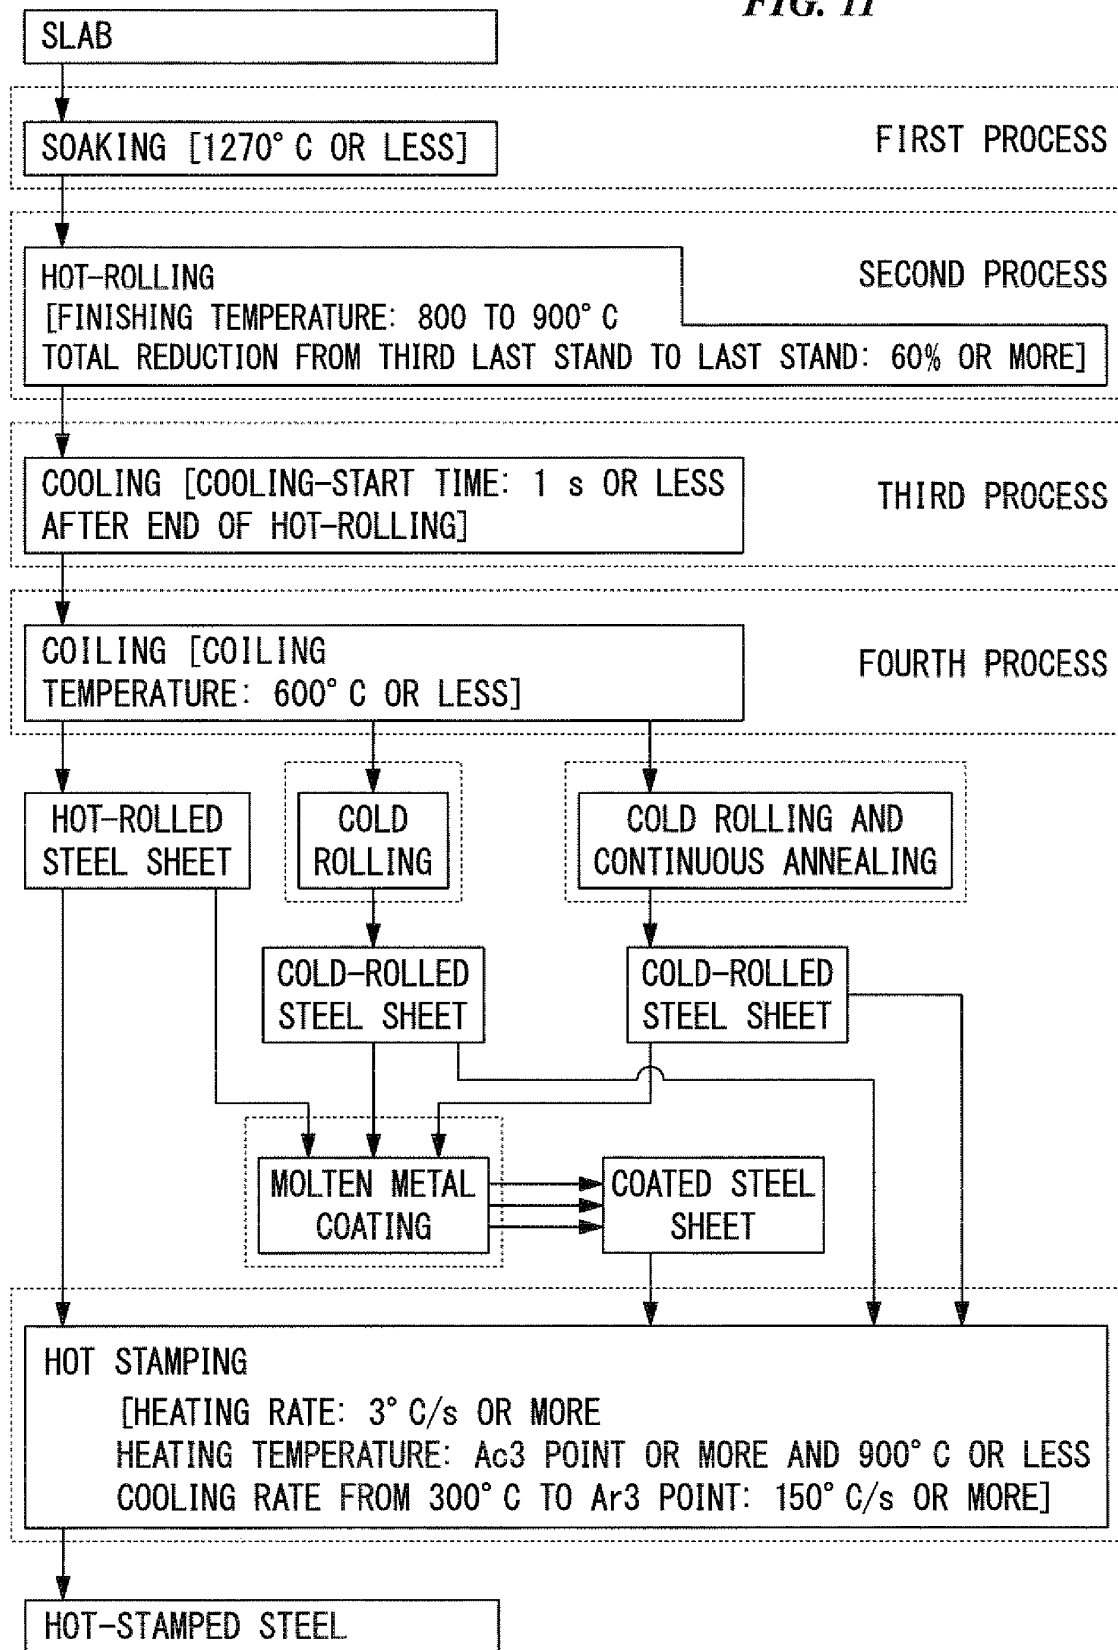 FIG. 11
SLAB
SOAKING [1270°C OR LESS]
FIRST PROCESS
HOT-ROLLING
[FINISHING TEMPERATURE: 800 TO 900°C
TOTAL REDUCTION FROM THIRD LAST STAND TO LAST STAND: 60% OR MORE]
SECOND PROCESS
COOLING [COOLING-START TIME: 1 s OR LESS
AFTER END OF HOT-ROLLING]
THIRD PROCESS
COILING [COILING
TEMPERATURE: 600°C OR LESS]
FOURTH PROCESS
HOT-ROLLED
STEEL SHEET
COLD
ROLLING
COLD ROLLING AND
CONTINUOUS ANNEALING
COLD-ROLLED
STEEL SHEET
COLD-ROLLED
STEEL SHEET
MOLTEN METAL
COATING
COATED STEEL
SHEET
HOT STAMPING
[HEATING RATE: 3°C/s OR MORE
HEATING TEMPERATURE: Ac3 POINT OR MORE AND 900°C OR LESS
COOLING RATE FROM 300°C TO Ar3 POINT: 150°C/s OR MORE]
HOT-STAMPED STEEL